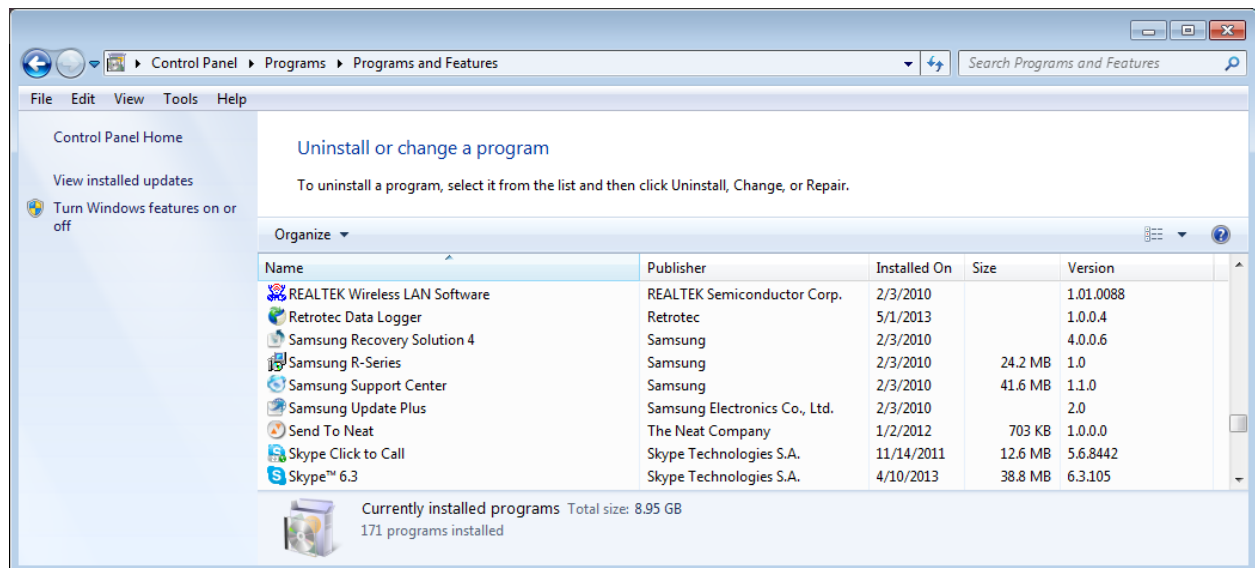 Control Panel Programs Programs and Features Search Programs and Features
File Edit View Tools Help
Control Panel Home
View installed updates
Turn Windows features on or
off
Uninstall or change a program
To uninstall a program, select it from the list and then click Uninstall, Change, or Repair.
Organize
Name Publisher Installed On Size Version
REALTEK Wireless LAN Software REALTEK Semiconductor Corp. 2/3/2010 1.01.0088
Retrotec Data Logger Retrotec 5/1/2013 1.0.0.4
Samsung Recovery Solution 4 Samsung 2/3/2010 4.0.0.6
Samsung R-Series Samsung 2/3/2010 24.2 MB 1.0
Samsung Support Center Samsung 2/3/2010 41.6 MB 1.1.0
Samsung Update Plus Samsung Electronics Co., Ltd. 2/3/2010 2.0
Send To Neat The Neat Company 1/2/2012 703 KB 1.0.0.0
Skype Click to Call Skype Technologies S.A. 11/14/2011 12.6 MB 5.6.8442
Skype™ 6.3 Skype Technologies S.A. 4/10/2013 38.8 MB 6.3.105
Currently installed programs Total size: 8.95 GB
171 programs installed